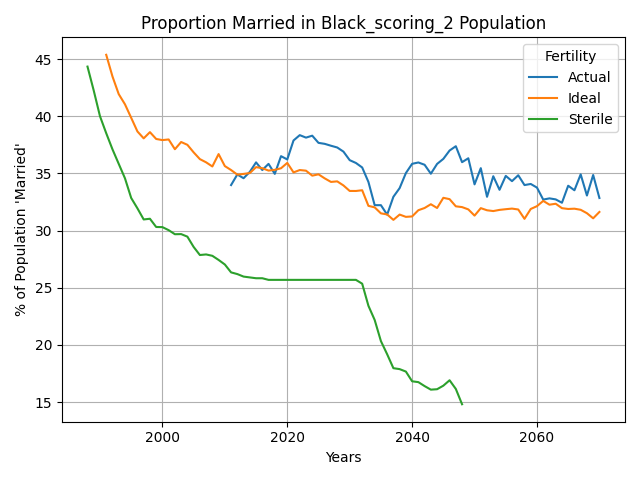 Proportion Married in Black_scoring_2 Population
% of Population 'Married'
45
40
35
30
25
20
15
Fertility
Actual
Ideal
Sterile
2000
2020
2040
2060
Years